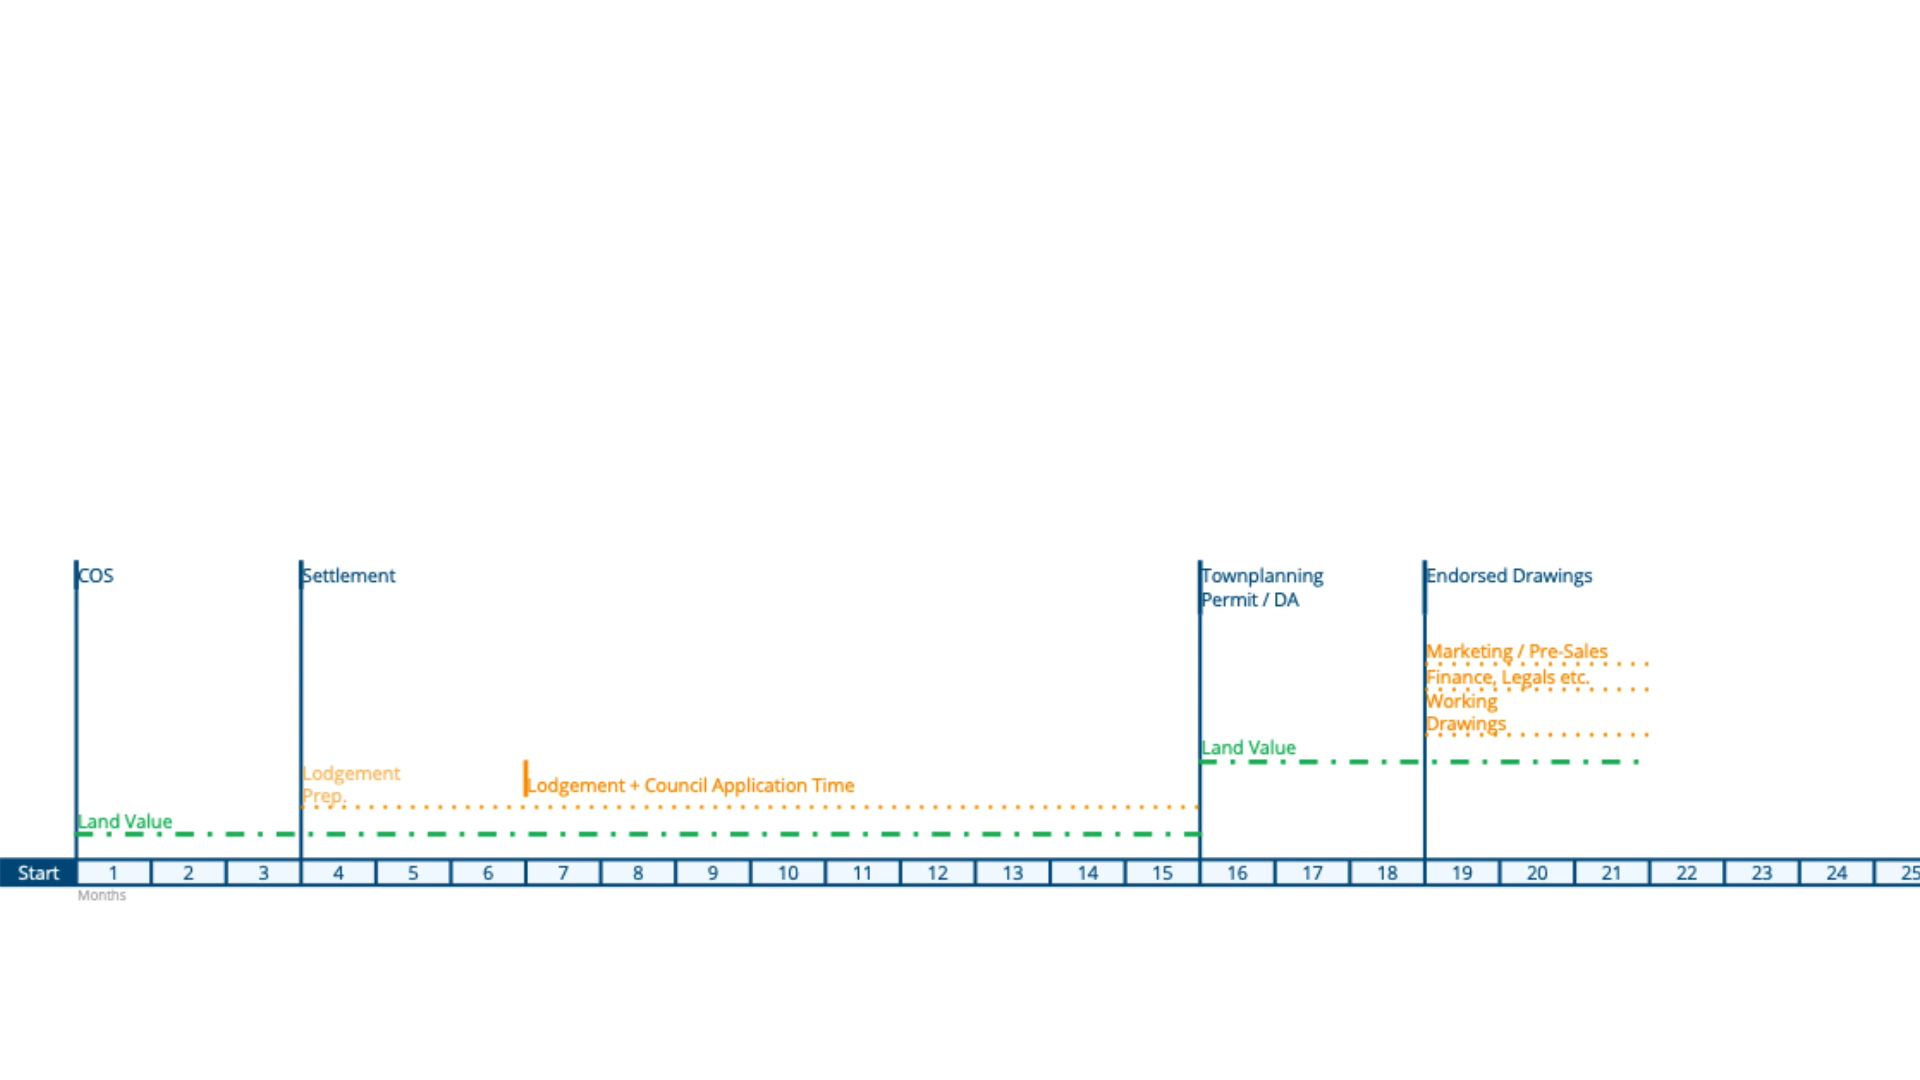 COS
Settlement
Townplanning
Permit / DA
Endorsed Drawings
Marketing / Pre-Sales
Finance, Legals etc.
Working
Drawings
Land Value
Lodgement
Prep.
Lodgement + Council Application Time
Land Value
Start 1 2 3 4 5 6 7 8 9 10 11 12 13 14 15 16 17 18 19 20 21 22 23 24 25
Months